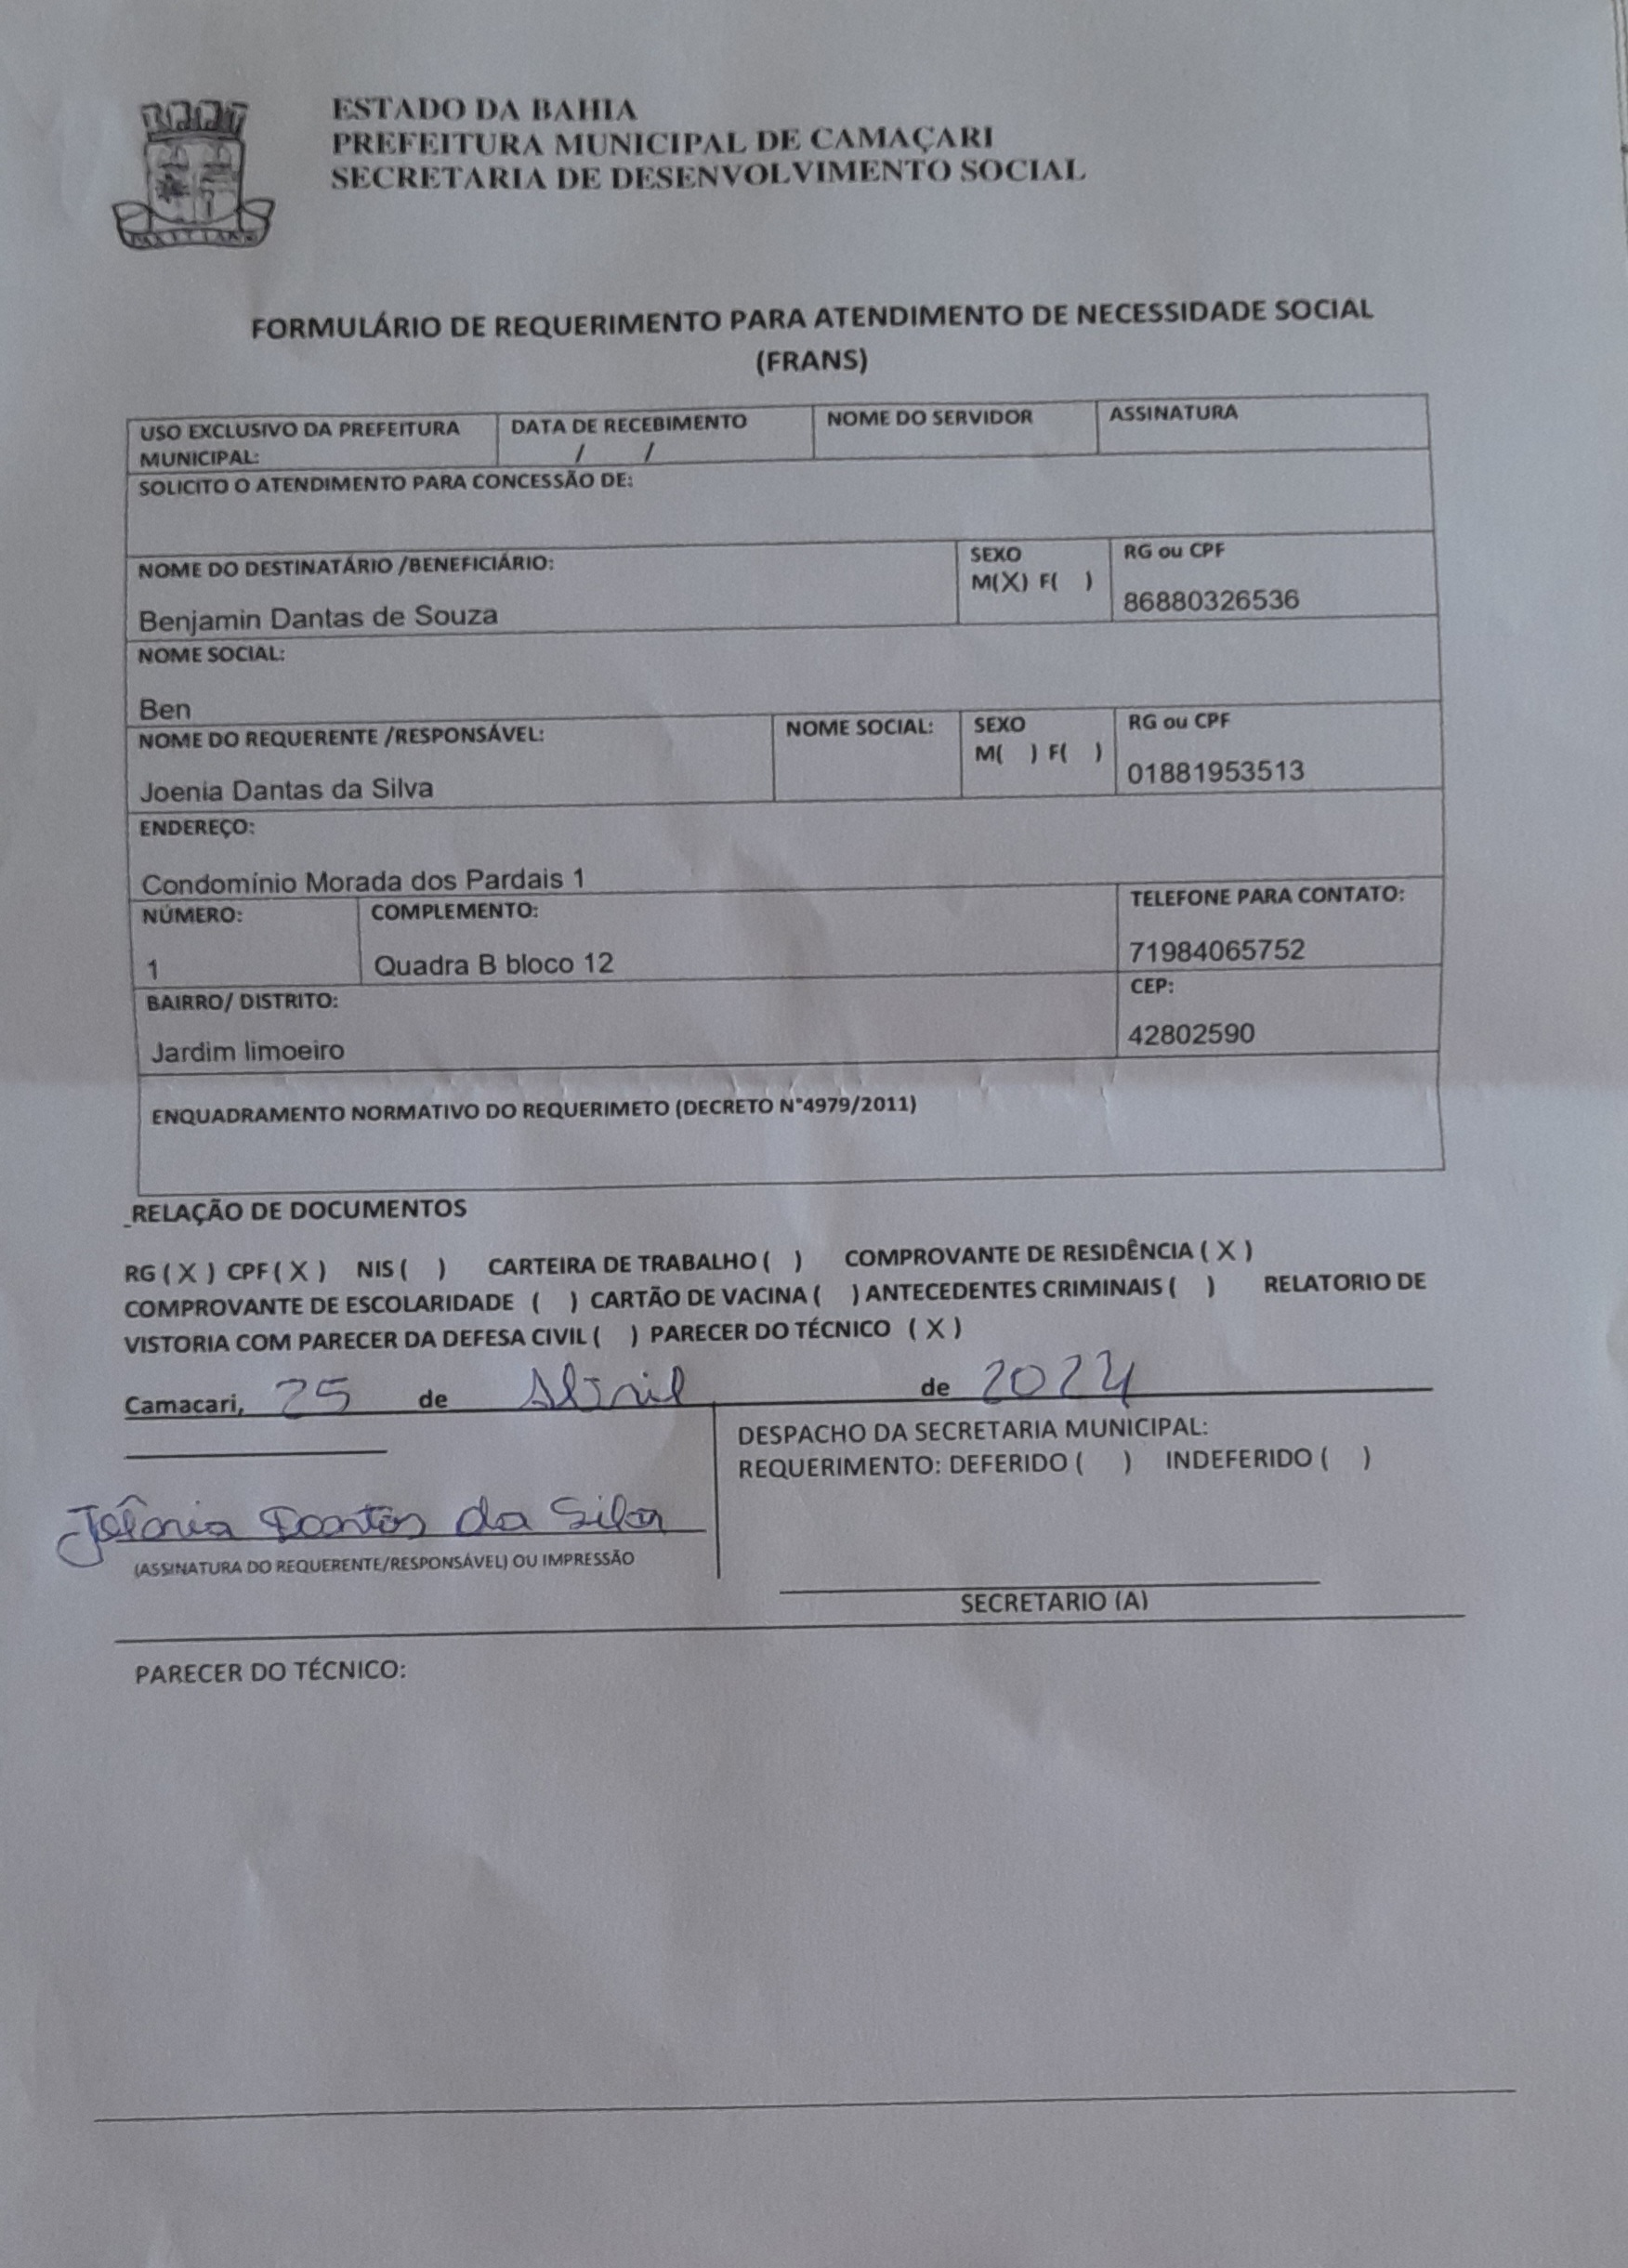 ESTADO DA BAHIA
PREFEITURA MUNICIPAL DE CAMAÇARI
SECRETARIA DE DESENVOLVIMENTO SOCIAL
FORMULÁRIO DE REQUERIMENTO PARA ATENDIMENTO DE NECESSIDADE SOCIAL
(FRANS)
USO EXCLUSIVO DA PREFEITURA MUNICIPAL:
DATA DE RECEBIMENTO
/ /
NOME DO SERVIDOR
ASSINATURA
SOLICITO O ATENDIMENTO PARA CONCESSÃO DE:
NOME DO DESTINATÁRIO /BENEFICIÁRIO:
Benjamin Dantas de Souza
SEXO
M(X) F( )
RG ou CPF
86880326536
NOME SOCIAL:
Ben
NOME DO REQUERENTE /RESPONSÁVEL:
Joenia Dantas da Silva
NOME SOCIAL:
SEXO
M( ) F( )
RG ou CPF
01881953513
ENDEREÇO:
Condomínio Morada dos Pardais 1
NÚMERO:
1
COMPLEMENTO:
Quadra B bloco 12
TELEFONE PARA CONTATO:
71984065752
BAIRRO/ DISTRITO:
Jardim limoeiro
CEP:
42802590
ENQUADRAMENTO NORMATIVO DO REQUERIMETO (DECRETO N°4979/2011)
RELAÇÃO DE DOCUMENTOS
RG ( X ) CPF ( X ) NIS ( ) CARTEIRA DE TRABALHO ( ) COMPROVANTE DE RESIDÊNCIA ( X )
COMPROVANTE DE ESCOLARIDADE ( ) CARTÃO DE VACINA ( ) ANTECEDENTES CRIMINAIS ( ) RELATORIO DE
VISTORIA COM PARECER DA DEFESA CIVIL ( ) PARECER DO TÉCNICO ( X )
Camacari, 25 de Abril de 2024
DESPACHO DA SECRETARIA MUNICIPAL:
REQUERIMENTO: DEFERIDO ( ) INDEFERIDO ( )
Joênia Dantas da Silva
(ASSINATURA DO REQUERENTE/RESPONSÁVEL) OU IMPRESSÃO
SECRETARIO (A)
PARECER DO TÉCNICO: